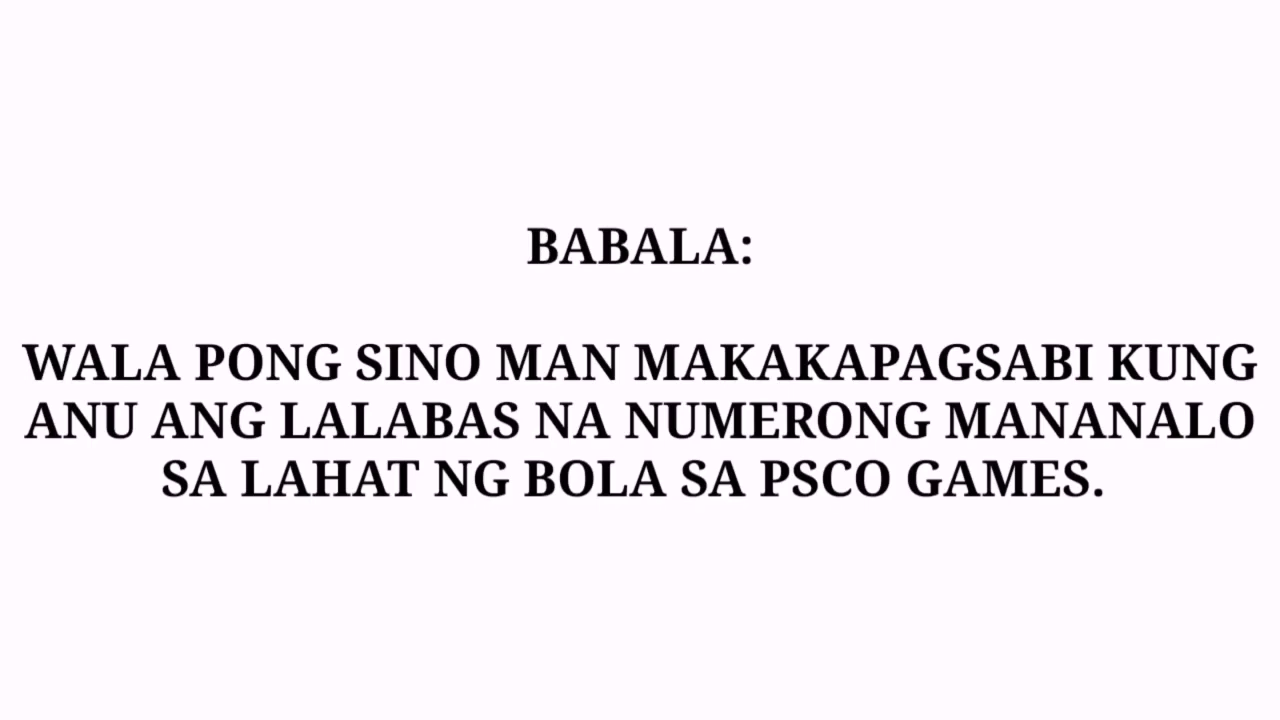 BABALA:
WALA PONG SINO MAN MAKAKAPAGSABI KUNG
ANU ANG LALABAS NA NUMERONG MANANALO
SA LAHAT NG BOLA SA PSCO GAMES.